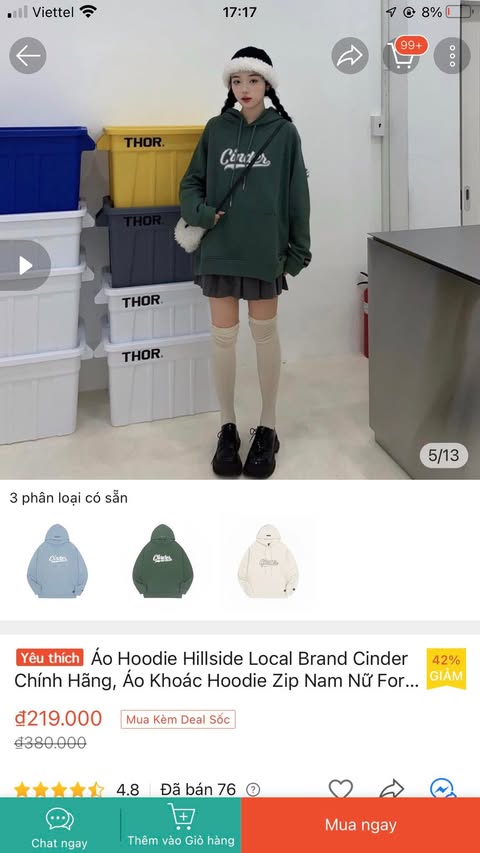 Viettel 17:17 8%
99+
THOR.
THOR.
THOR.
THOR.
Cinder
5/13
3 phân loại có sẵn
Cinder
Cinder
Cinder
Yêu thích Áo Hoodie Hillside Local Brand Cinder
Chính Hãng, Áo Khoác Hoodie Zip Nam Nữ For...
42%
GIẢM
₫219.000 Mua Kèm Deal Sốc
₫380.000
4.8 Đã bán 76 ?
Chat ngay
Thêm vào Giỏ hàng
Mua ngay